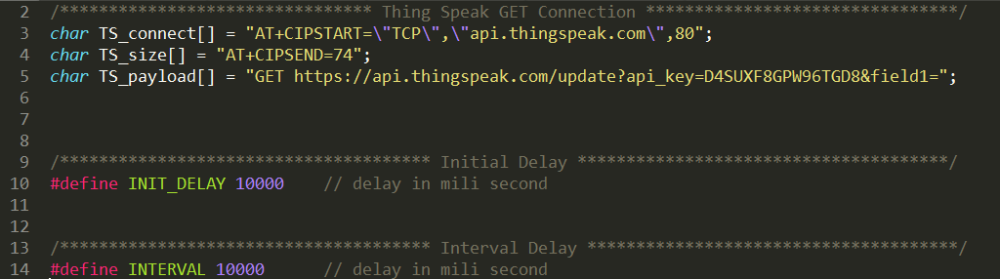 2 /******************************** Thing Speak GET Connection ********************************/
3 char TS_connect[] = "AT+CIPSTART=\"TCP\",\"api.thingspeak.com\",80";
4 char TS_size[] = "AT+CIPSEND=74";
5 char TS_payload[] = "GET https://api.thingspeak.com/update?api_key=D4SUXF8GPW96TGD8&field1=";
6
7
8
9 /************************************** Initial Delay **************************************/
10 #define INIT_DELAY 10000    // delay in mili second
11
12
13 /************************************** Interval Delay **************************************/
14 #define INTERVAL 10000      // delay in mili second